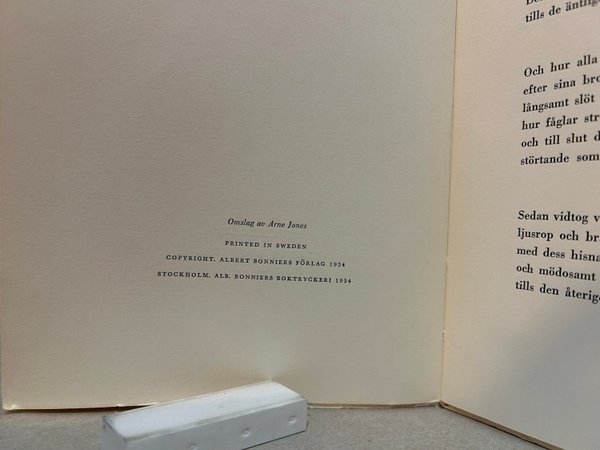 Omslag av Arne Jones
PRINTED IN SWEDEN
COPYRIGHT. ALBERT BONNIERS FÖRLAG 1954
STOCKHOLM. ALB. BONNIERS BOKTRYCKERI 1954
tills de äntlig
Och hur alla
efter sina bro
långsamt slöt
hur fåglar str
och till slut d
störtande som
Sedan vidtog v
ljusrop och br
med dess hisna
och mödosamt
tills den återig